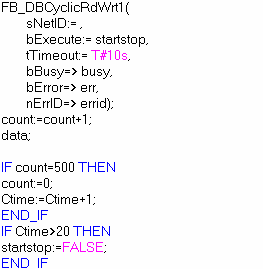 FB_DBCyclicRdWrt1(
sNetID:= ,
bExecute:= startstop,
tTimeout:= T#10s,
bBusy=> busy,
bError=> err,
nErrID=> errid);
count:=count+1;
data;
IF count=500 THEN
count:=0;
Ctime:=Ctime+1;
END_IF
IF Ctime>20 THEN
startstop:=FALSE;
END_IF